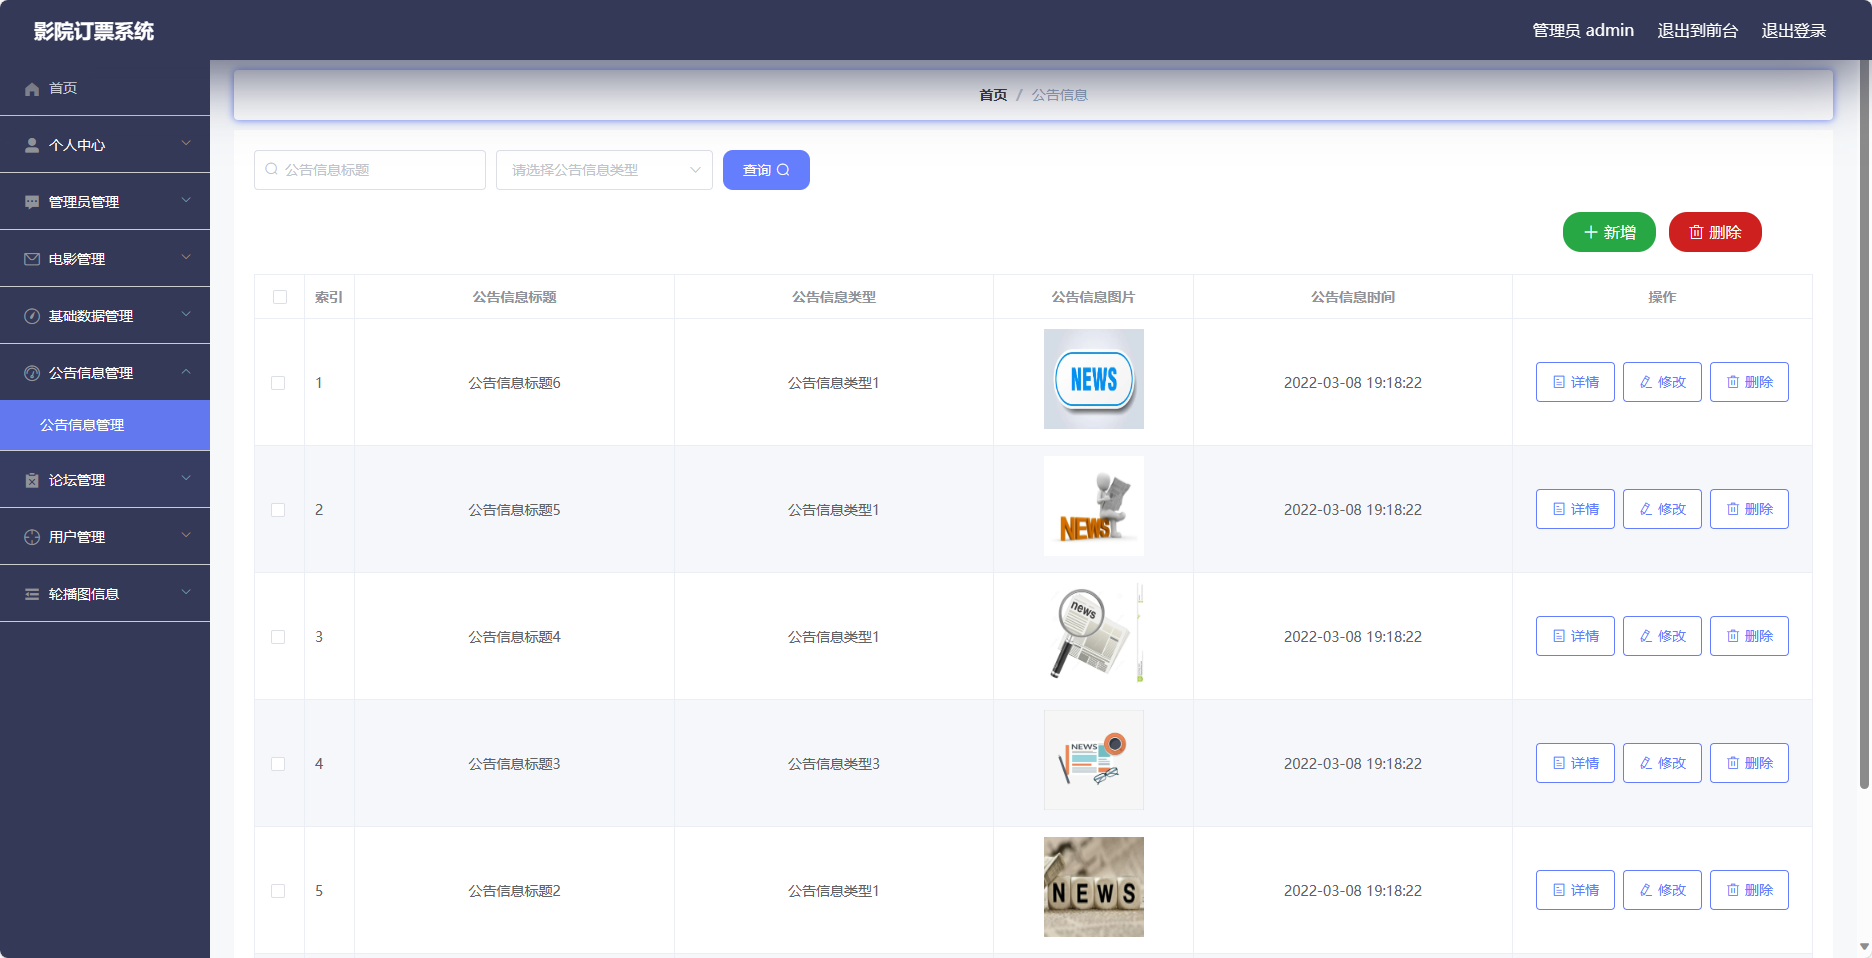 影院订票系统
管理员 admin 退出到前台 退出登录
首页
个人中心
管理员管理
电影管理
基础数据管理
公告信息管理
公告信息管理
论坛管理
用户管理
轮播图信息
首页 / 公告信息
公告信息标题 请选择公告信息类型 查询
新增 删除
索引 公告信息标题 公告信息类型 公告信息图片 公告信息时间 操作
1 公告信息标题6 公告信息类型1 NEWS 2022-03-08 19:18:22 详情 修改 删除
2 公告信息标题5 公告信息类型1 NEWS 2022-03-08 19:18:22 详情 修改 删除
3 公告信息标题4 公告信息类型1 news 2022-03-08 19:18:22 详情 修改 删除
4 公告信息标题3 公告信息类型3 NEWS 2022-03-08 19:18:22 详情 修改 删除
5 公告信息标题2 公告信息类型1 NEWS 2022-03-08 19:18:22 详情 修改 删除